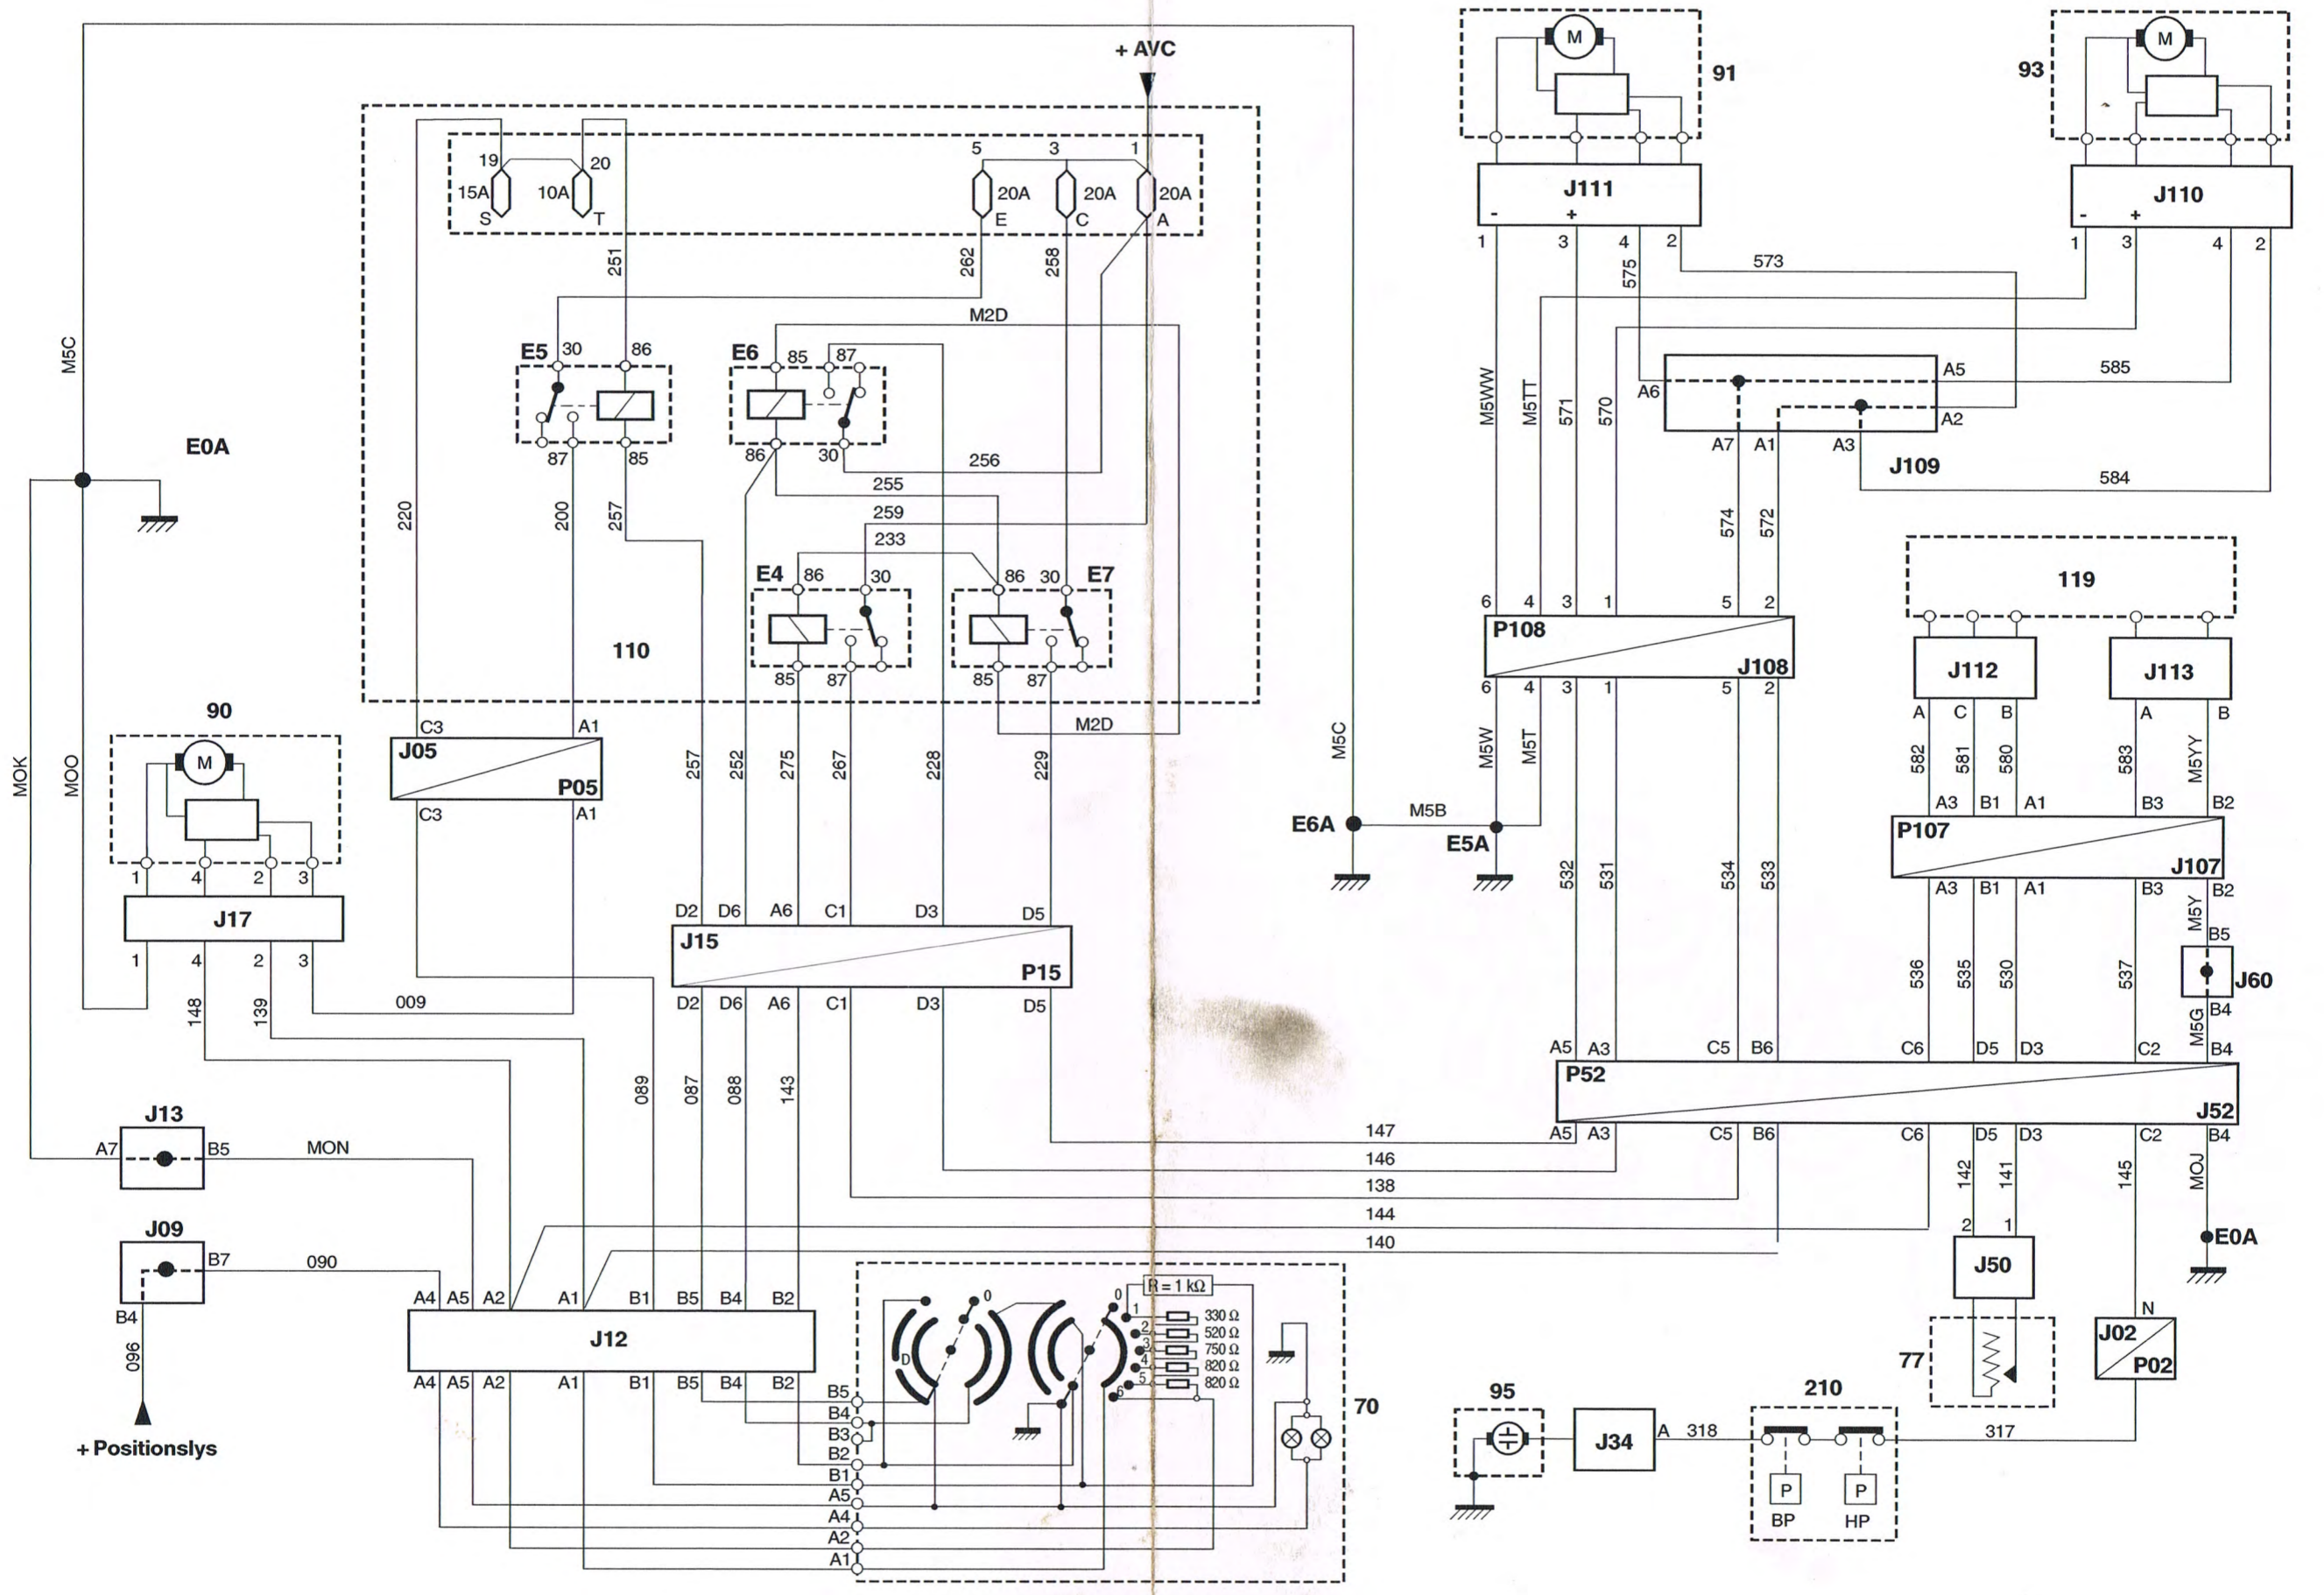 + AVC
M
91
M
93
J111
- +
1 3 4 2
J110
- +
1 3 4 2
19 20
15A 10A
S T
5 3 1
20A 20A 20A
E C A
251
262
258
575
573
M2D
M5C
E0A
E5 30 86
87 85
E6 85 87
86 30
256
255
259
233
220
200
257
E4 86 30
85 87
86 30 E7
85 87
110
M2D
M5WW
M5TT
571
570
A6 A5
585
A2
A7 A1 A3
J109
584
574
572
119
6 4 3 1 5 2
P108
J108
6 4 3 1 5 2
J112
J113
A C B A B
582
581
580
583
M5YY
A3 B1 A1 B3 B2
P107
J107
A3 B1 A1 B3 B2
90
M
1 4 2 3
J17
1 4 2 3
MOK
MOO
C3 A1
J05
P05
C3 A1
257
252
275
267
228
229
M5C
M5W
M5T
M5B
E6A
E5A
532
531
534
533
536
535
530
537
M5Y
B5
J60
B4
M5G
D2 D6 A6 C1 D3 D5
J15
P15
D2 D6 A6 C1 D3 D5
148
139
009
089
087
088
143
A5 A3 C5 B6 C6 D5 D3 C2 B4
P52
J52
A5 A3 C5 B6 C6 D5 D3 C2 B4
147
146
138
144
140
142
141
145
MOJ
E0A
J13
A7 B5
MON
J09
B7
090
B4
096
+ Positionslys
A4 A5 A2 A1 B1 B5 B4 B2
J12
A4 A5 A2 A1 B1 B5 B4 B2
B5
B4
B3
B2
B1
A5
A4
A2
A1
D
0
0
R = 1 kΩ
1 330 Ω
2 520 Ω
3 750 Ω
4 820 Ω
5 820 Ω
6
70
2 1
J50
77
N
J02
P02
95
J34
A 318
210
317
P P
BP HP